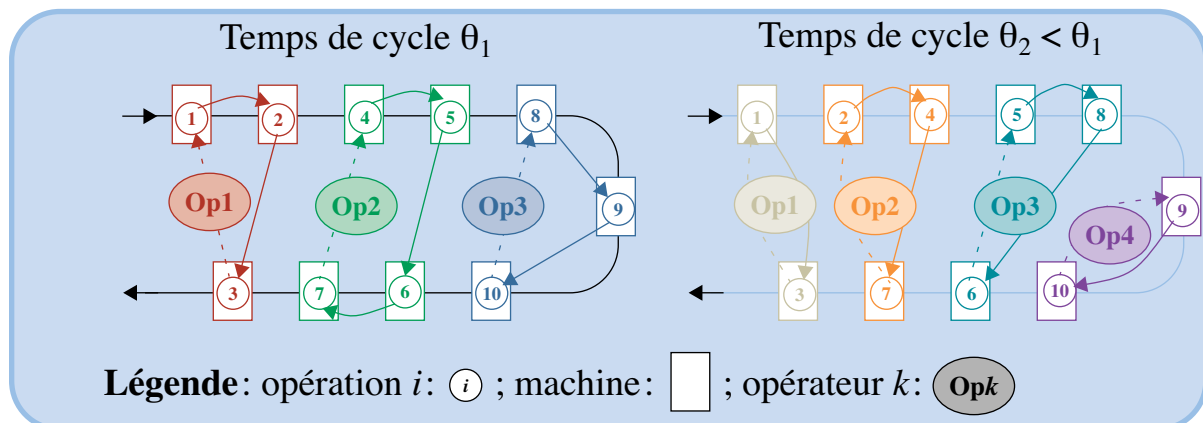 Temps de cycle θ₁
Temps de cycle θ₂ < θ₁
1 2 4 5 8
1 2 4 5 8
Op1 Op2 Op3 9
Op1 Op2 Op3 Op4 9
3 7 6 10
3 7 6 10
Légende: opération i: i ; machine: ; opérateur k: Opk